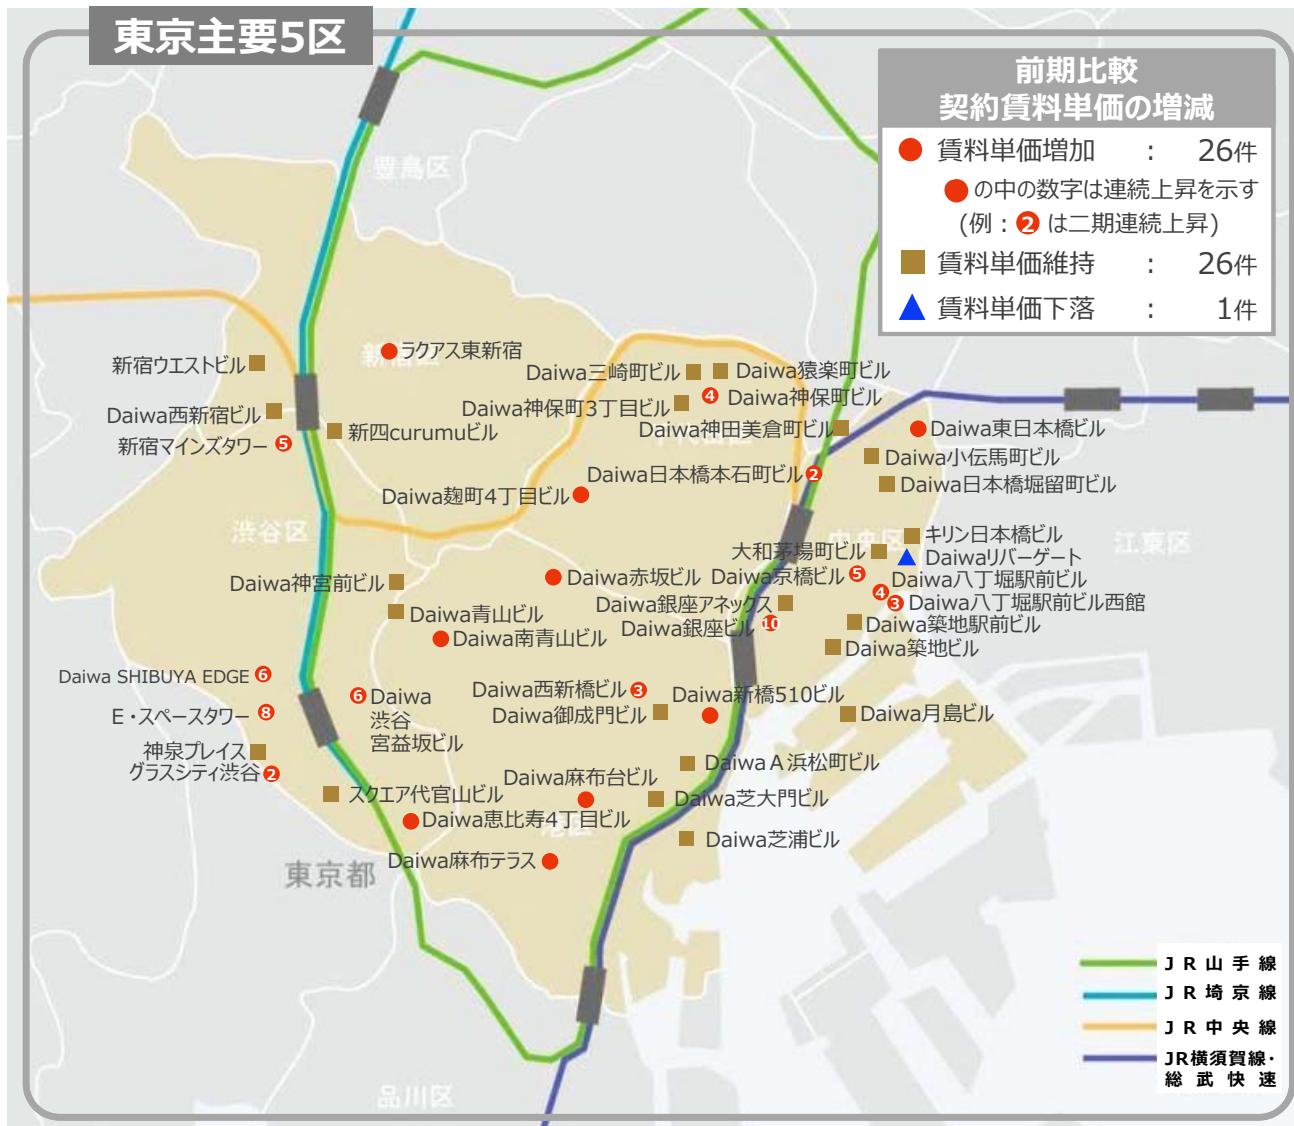 東京主要5区
前期比較
契約賃料単価の増減
賃料単価増加 : 26件
の中の数字は連続上昇を示す
(例：2 は二期連続上昇)
賃料単価維持 : 26件
賃料単価下落 : 1件
豊島区
新宿区
ラクアス東新宿
新宿ウエストビル
Daiwa三崎町ビル
Daiwa猿楽町ビル
4 Daiwa神保町ビル
Daiwa神保町3丁目ビル
Daiwa西新宿ビル
新四curumuビル
新宿マインズタワー 5
Daiwa神田美倉町ビル
Daiwa東日本橋ビル
Daiwa小伝馬町ビル
Daiwa日本橋本石町ビル 2
Daiwa日本橋堀留町ビル
Daiwa麹町4丁目ビル
渋谷区
中央区
江東区
キリン日本橋ビル
大和茅場町ビル
Daiwaリバーゲート
Daiwa神宮前ビル
Daiwa赤坂ビル
Daiwa京橋ビル 5
4 Daiwa八丁堀駅前ビル
3 Daiwa八丁堀駅前ビル西館
Daiwa青山ビル
Daiwa銀座アネックス
Daiwa銀座ビル 10
Daiwa築地駅前ビル
Daiwa南青山ビル
Daiwa築地ビル
Daiwa SHIBUYA EDGE 6
6 Daiwa
渋谷
宮益坂ビル
Daiwa西新橋ビル 3
Daiwa新橋510ビル
E・スペースタワー 8
Daiwa御成門ビル
Daiwa月島ビル
神泉プレイス
グラスシティ渋谷 2
Daiwa A 浜松町ビル
Daiwa麻布台ビル
スクエア代官山ビル
Daiwa芝大門ビル
Daiwa恵比寿4丁目ビル
港区
Daiwa芝浦ビル
Daiwa麻布テラス
東京都
品川区
JR山手線
JR埼京線
JR中央線
JR横須賀線・
総武快速